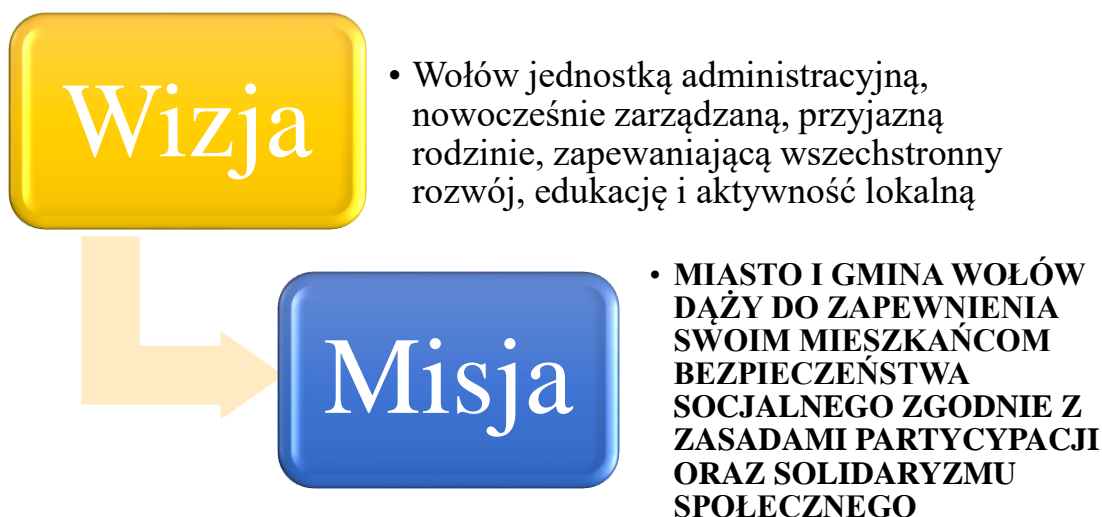 Wizja
• Wołów jednostką administracyjną,
nowocześnie zarządzaną, przyjazną
rodzinie, zapewaniającą wszechstronny
rozwój, edukację i aktywność lokalną
Misja
• MIASTO I GMINA WOŁÓW
DĄŻY DO ZAPEWNIENIA
SWOIM MIESZKAŃCOM
BEZPIECZEŃSTWA
SOCJALNEGO ZGODNIE Z
ZASADAMI PARTYCYPACJI
ORAZ SOLIDARYZMU
SPOŁECZNEGO